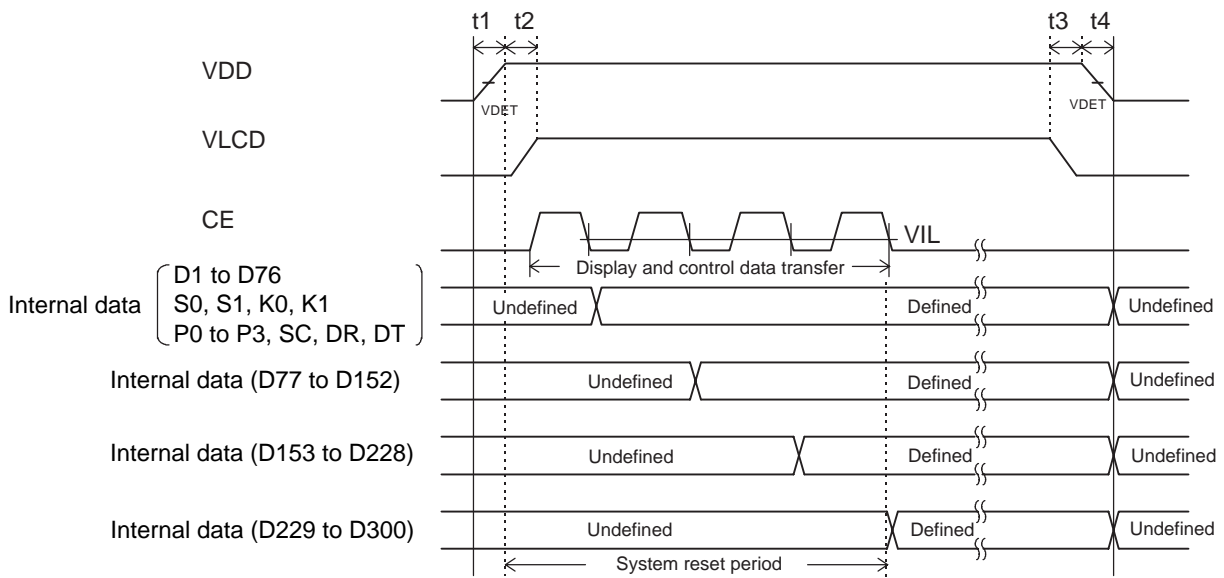 t1 t2 t3 t4
VDD
VDET VDET
VLCD
CE
VIL
Display and control data transfer
Internal data
D1 to D76
S0, S1, K0, K1
P0 to P3, SC, DR, DT
Undefined Defined Undefined
Internal data (D77 to D152) Undefined Defined Undefined
Internal data (D153 to D228) Undefined Defined Undefined
Internal data (D229 to D300) Undefined Defined Undefined
System reset period